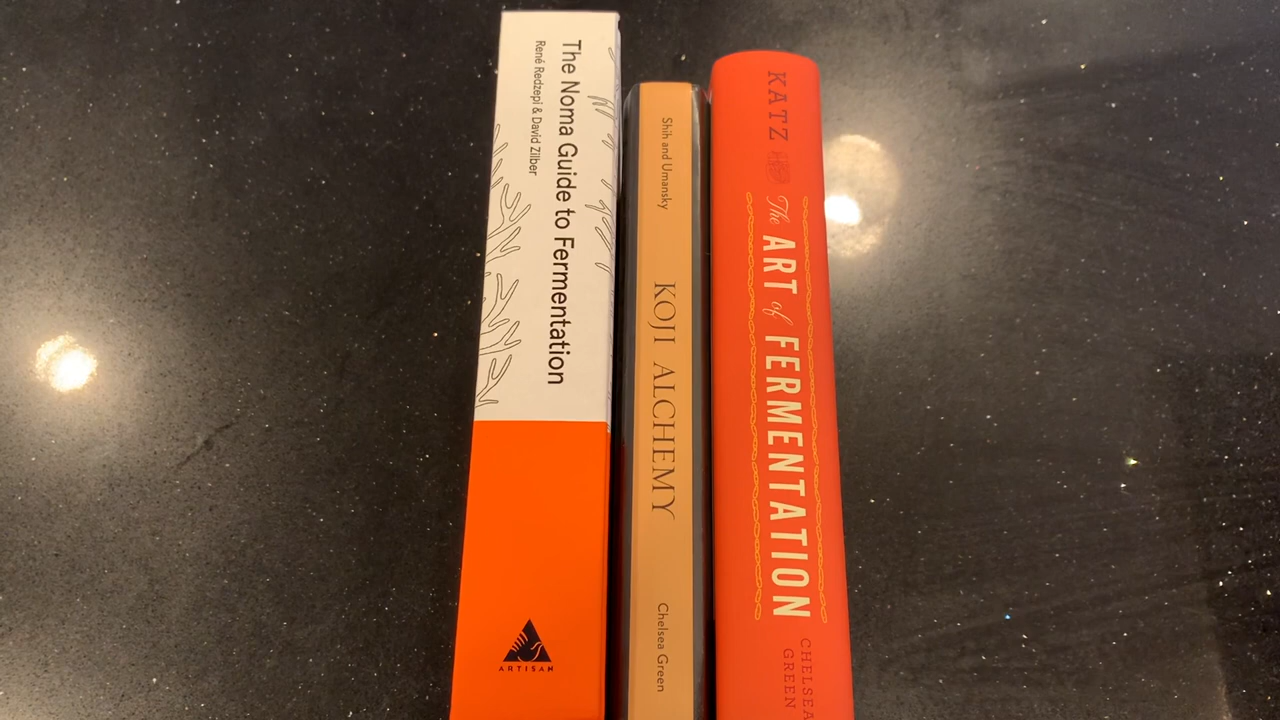 The Noma Guide to Fermentation
René Redzepi & David Zilber
ARTISAN
Shih and Umansky
KOJI ALCHEMY
Chelsea Green
KATZ
The ART of FERMENTATION
CHELSEA
GREEN